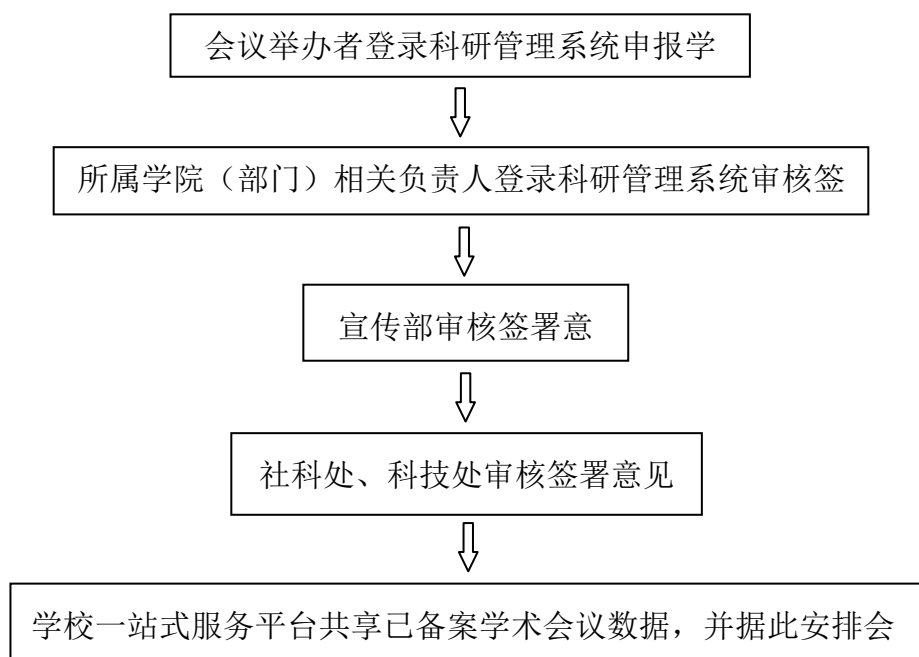 会议举办者登录科研管理系统申报学
所属学院（部门）相关负责人登录科研管理系统审核签
宣传部审核签署意
社科处、科技处审核签署意见
学校一站式服务平台共享已备案学术会议数据，并据此安排会